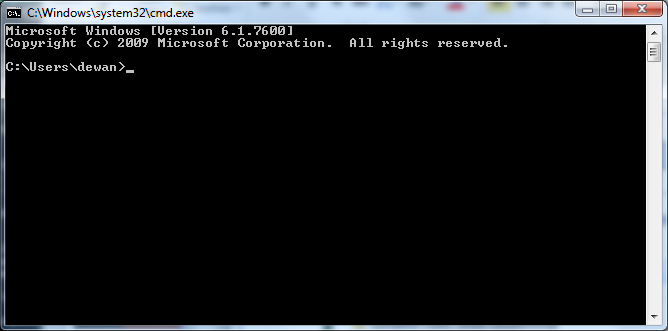 C:\Windows\system32\cmd.exe
Microsoft Windows [Version 6.1.7600]
Copyright (c) 2009 Microsoft Corporation.  All rights reserved.
C:\Users\dewan>_